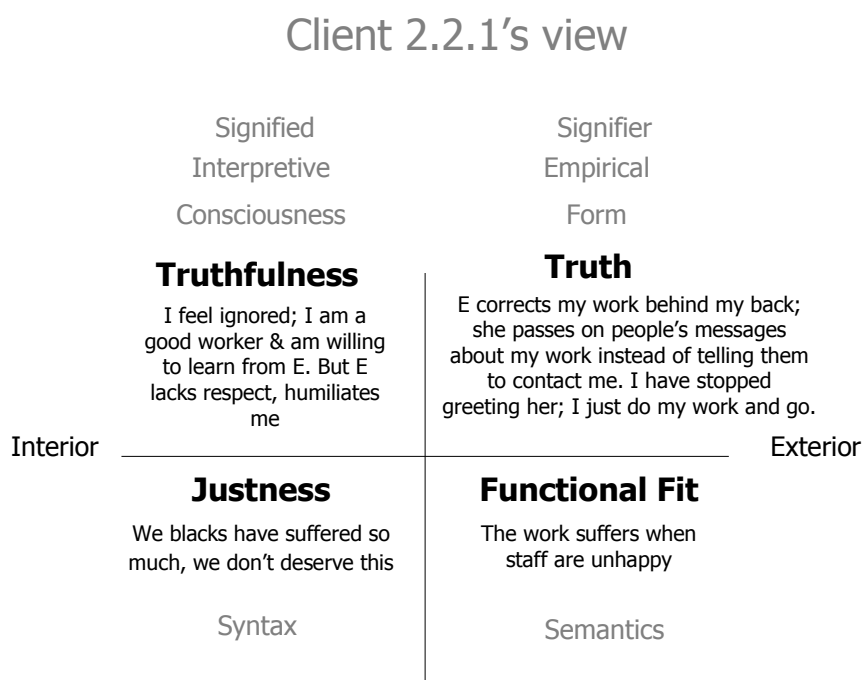 Client 2.2.1’s view
Signified
Signifier
Interpretive
Empirical
Consciousness
Form
Truthfulness
I feel ignored; I am a
good worker & am willing
to learn from E. But E
lacks respect, humiliates
me
Truth
E corrects my work behind my back;
she passes on people’s messages
about my work instead of telling them
to contact me. I have stopped
greeting her; I just do my work and go.
Interior
Exterior
Justness
We blacks have suffered so
much, we don’t deserve this
Functional Fit
The work suffers when
staff are unhappy
Syntax
Semantics